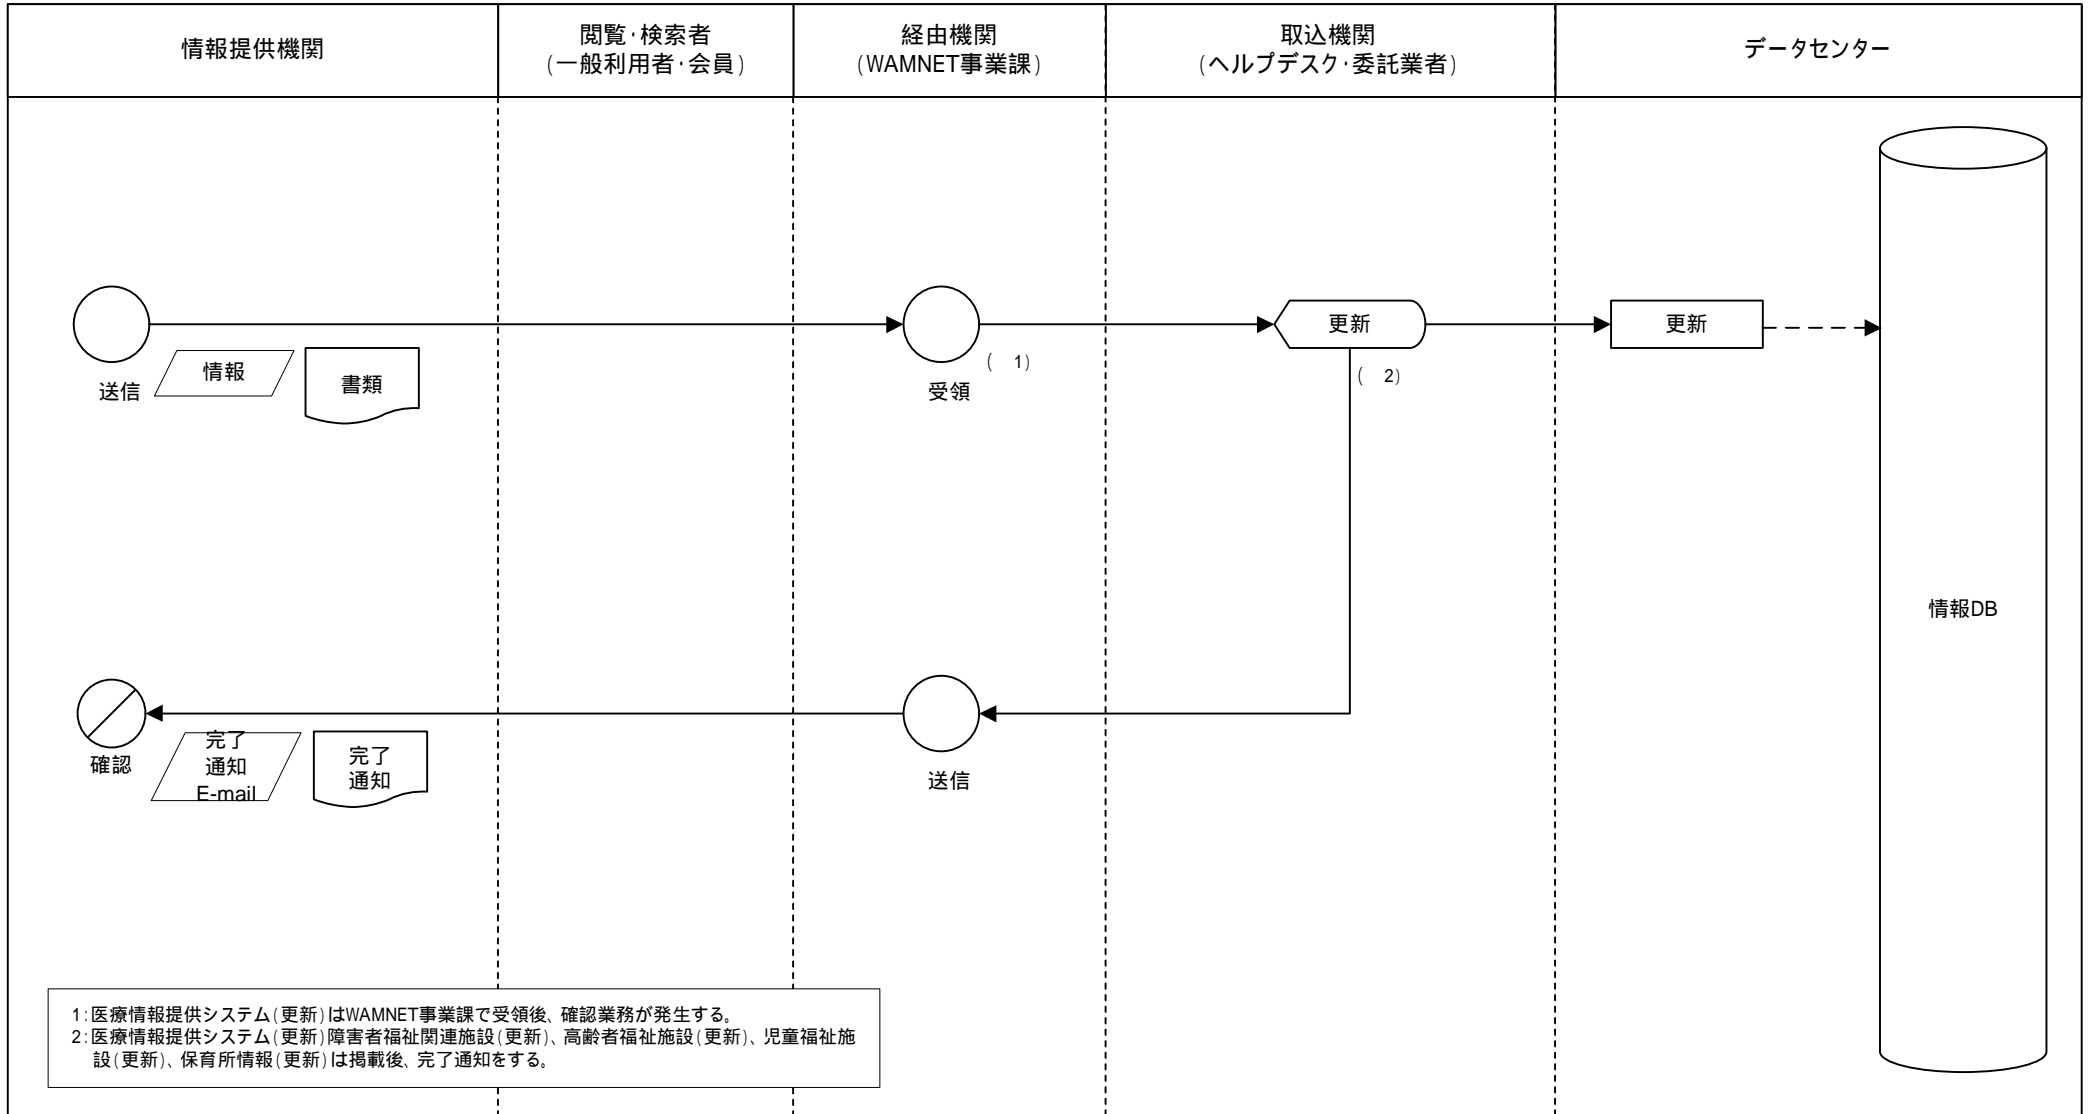 情報提供機関
閲覧･検索者
(一般利用者･会員)
経由機関
(WAMNET事業課)
取込機関
(ヘルプデスク･委託業者)
データセンター
送信
情報
書類
受領
(　1)
更新
(　2)
更新
情報DB
確認
完了
通知
E-mail
完了
通知
送信
1:医療情報提供システム(更新)はWAMNET事業課で受領後、確認業務が発生する。
2:医療情報提供システム(更新)障害者福祉関連施設(更新)、高齢者福祉施設(更新)、児童福祉施
設(更新)、保育所情報(更新)は掲載後、完了通知をする。